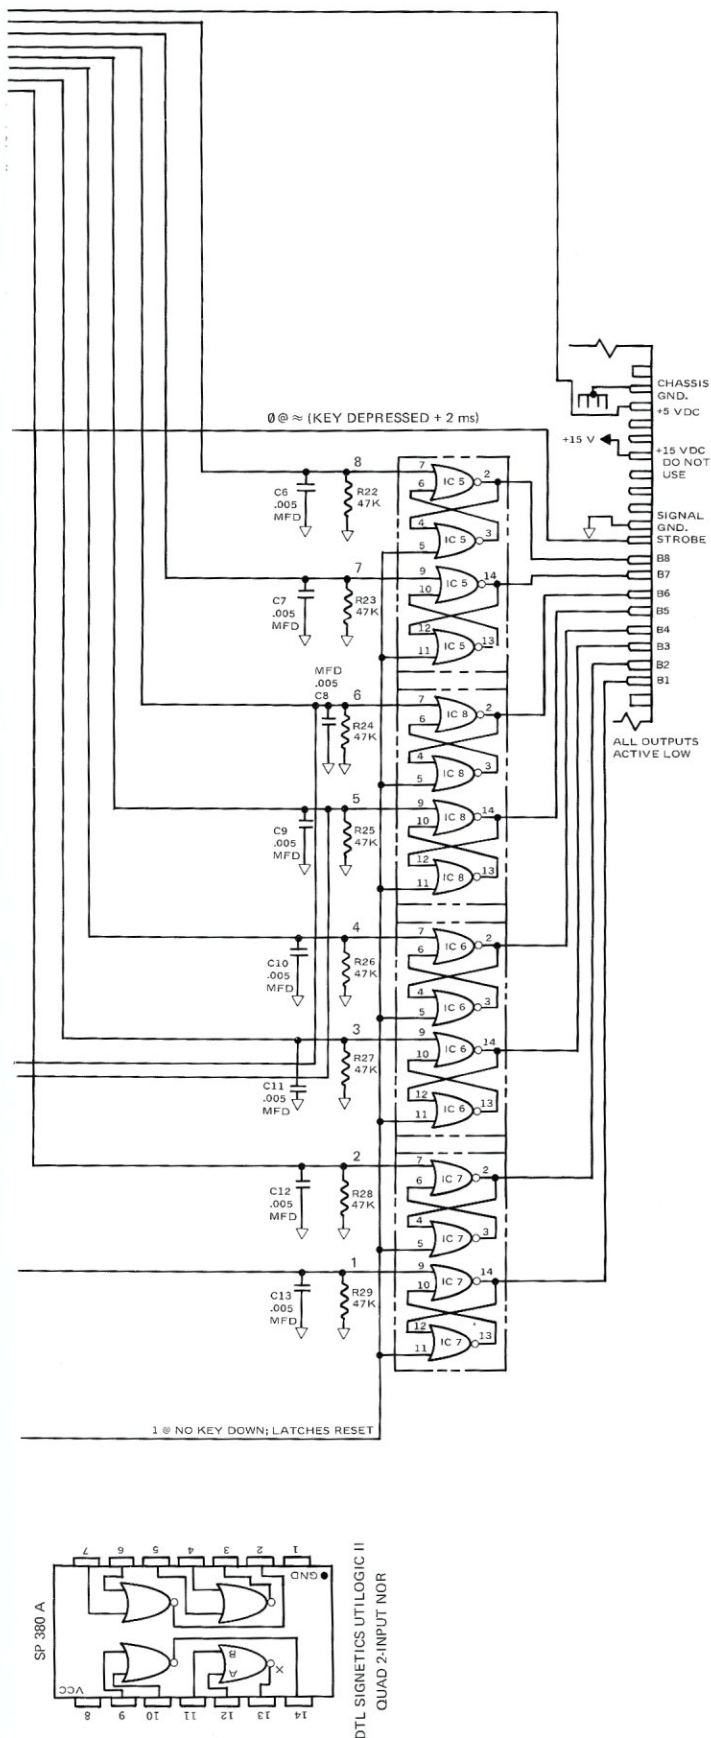 CHASSIS
GND.
+5 VDC
0@ ≈ (KEY DEPRESSED + 2 ms)
+15 V
+15 VDC
DO NOT
USE
SIGNAL
GND.
STROBE
B8
B7
B6
B5
B4
B3
B2
B1
ALL OUTPUTS
ACTIVE LOW
8
C6
.005
MFD
R22
47K
7
6
IC 5
2
4
5
IC 5
3
7
C7
.005
MFD
R23
47K
9
10
IC 5
14
12
11
IC 5
13
MFD
.005
C8
6
R24
47K
7
6
IC 8
2
4
5
IC 8
3
5
C9
.005
MFD
R25
47K
9
10
IC 8
14
12
11
IC 8
13
4
C10
.005
MFD
R26
47K
7
6
IC 6
2
4
5
IC 6
3
3
C11
.005
MFD
R27
47K
9
10
IC 6
14
12
11
IC 6
13
2
C12
.005
MFD
R28
47K
7
6
IC 7
2
4
5
IC 7
3
1
C13
.005
MFD
R29
47K
9
10
IC 7
14
12
11
IC 7
13
1 @ NO KEY DOWN; LATCHES RESET
7 6 5 4 3 2 1
GND
SP 380 A
B
A
X
VCC
8 9 10 11 12 13 14
DTL SIGNETICS UTILOGIC II
QUAD 2-INPUT NOR